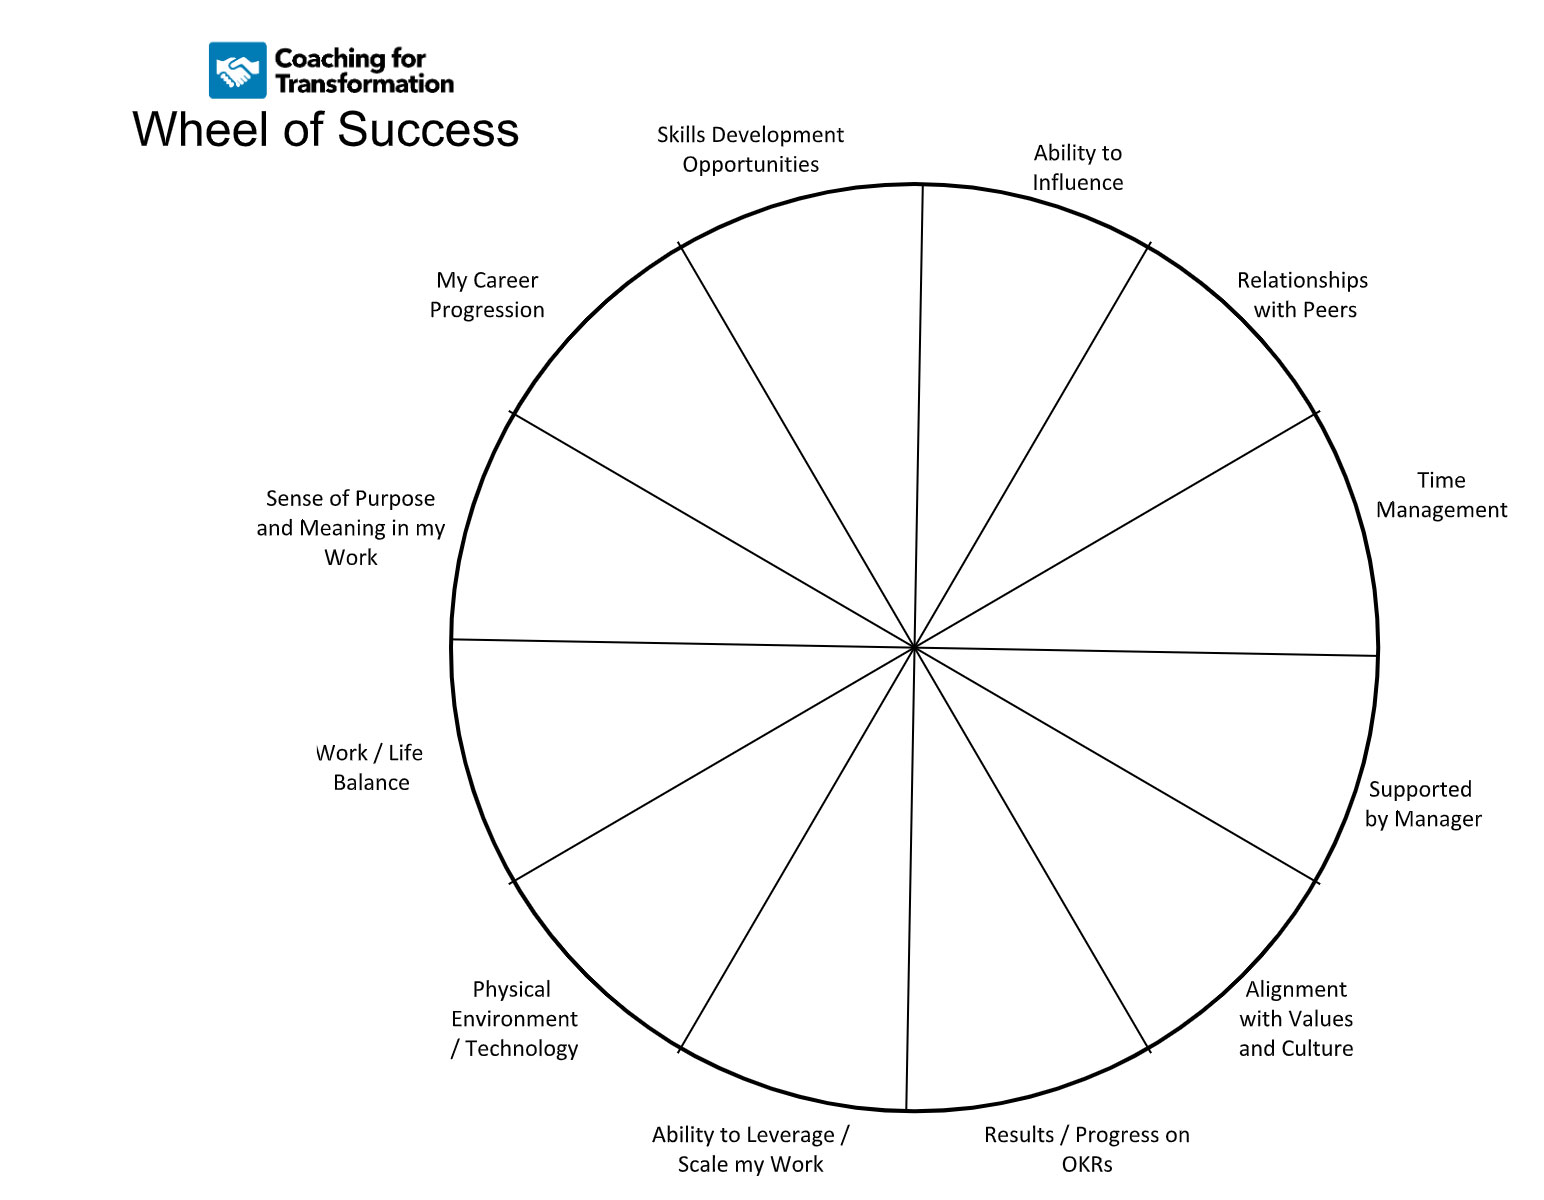 Coaching for
Transformation
Wheel of Success
Skills Development
Opportunities
Ability to
Influence
My Career
Progression
Relationships
with Peers
Sense of Purpose
and Meaning in my
Work
Time
Management
Work / Life
Balance
Supported
by Manager
Physical
Environment
/ Technology
Alignment
with Values
and Culture
Ability to Leverage /
Scale my Work
Results / Progress on
OKRs